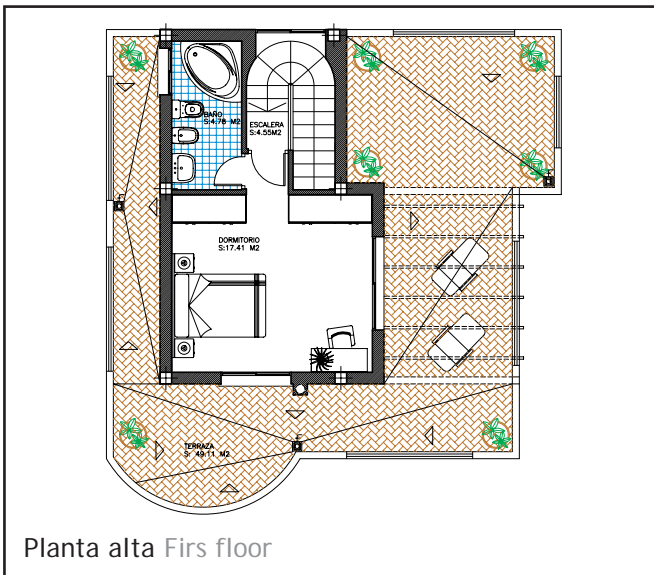 BAÑO
S:4.78 M2
ESCALERA
S:4.55M2
DORMITORIO
S:17.41 M2
TERRAZA
S: 49.11 M2
Planta alta Firs floor